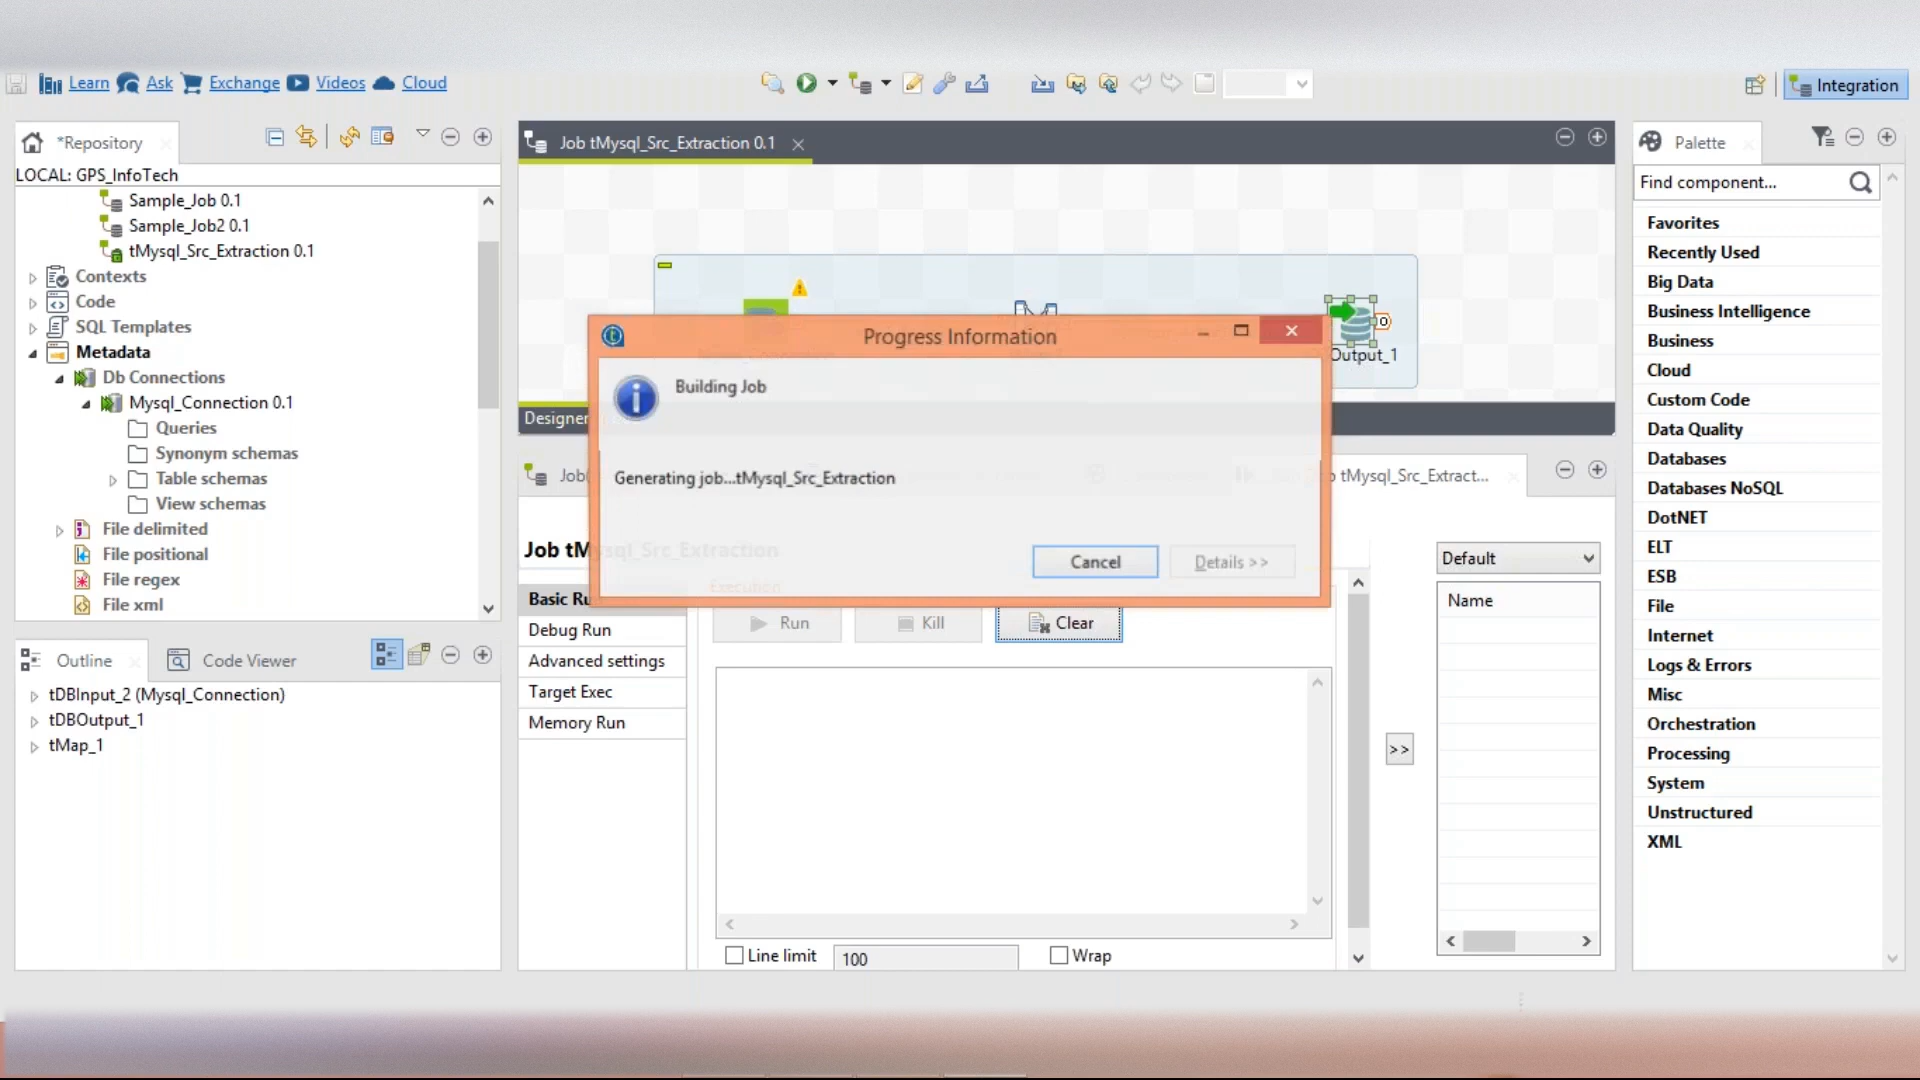 Learn Ask Exchange Videos Cloud
Integration
*Repository
LOCAL: GPS_InfoTech
Sample_Job 0.1
Sample_Job2 0.1
tMysql_Src_Extraction 0.1
Contexts
Code
SQL Templates
Metadata
Db Connections
Mysql_Connection 0.1
Queries
Synonym schemas
Table schemas
View schemas
File delimited
File positional
File regex
File xml
Outline Code Viewer
tDBInput_2 (Mysql_Connection)
tDBOutput_1
tMap_1
Job tMysql_Src_Extraction 0.1
Output_1
Designer
Progress Information
Building Job
Generating job...tMysql_Src_Extraction
Cancel Details >>
Job tMysql_Src_Extract...
Job tMysql_Src_Extraction
Execution
Basic Ru
Debug Run
Advanced settings
Target Exec
Memory Run
Run Kill Clear
Line limit 100 Wrap
>>
Default
Name
Palette
Find component...
Favorites
Recently Used
Big Data
Business Intelligence
Business
Cloud
Custom Code
Data Quality
Databases
Databases NoSQL
DotNET
ELT
ESB
File
Internet
Logs & Errors
Misc
Orchestration
Processing
System
Unstructured
XML